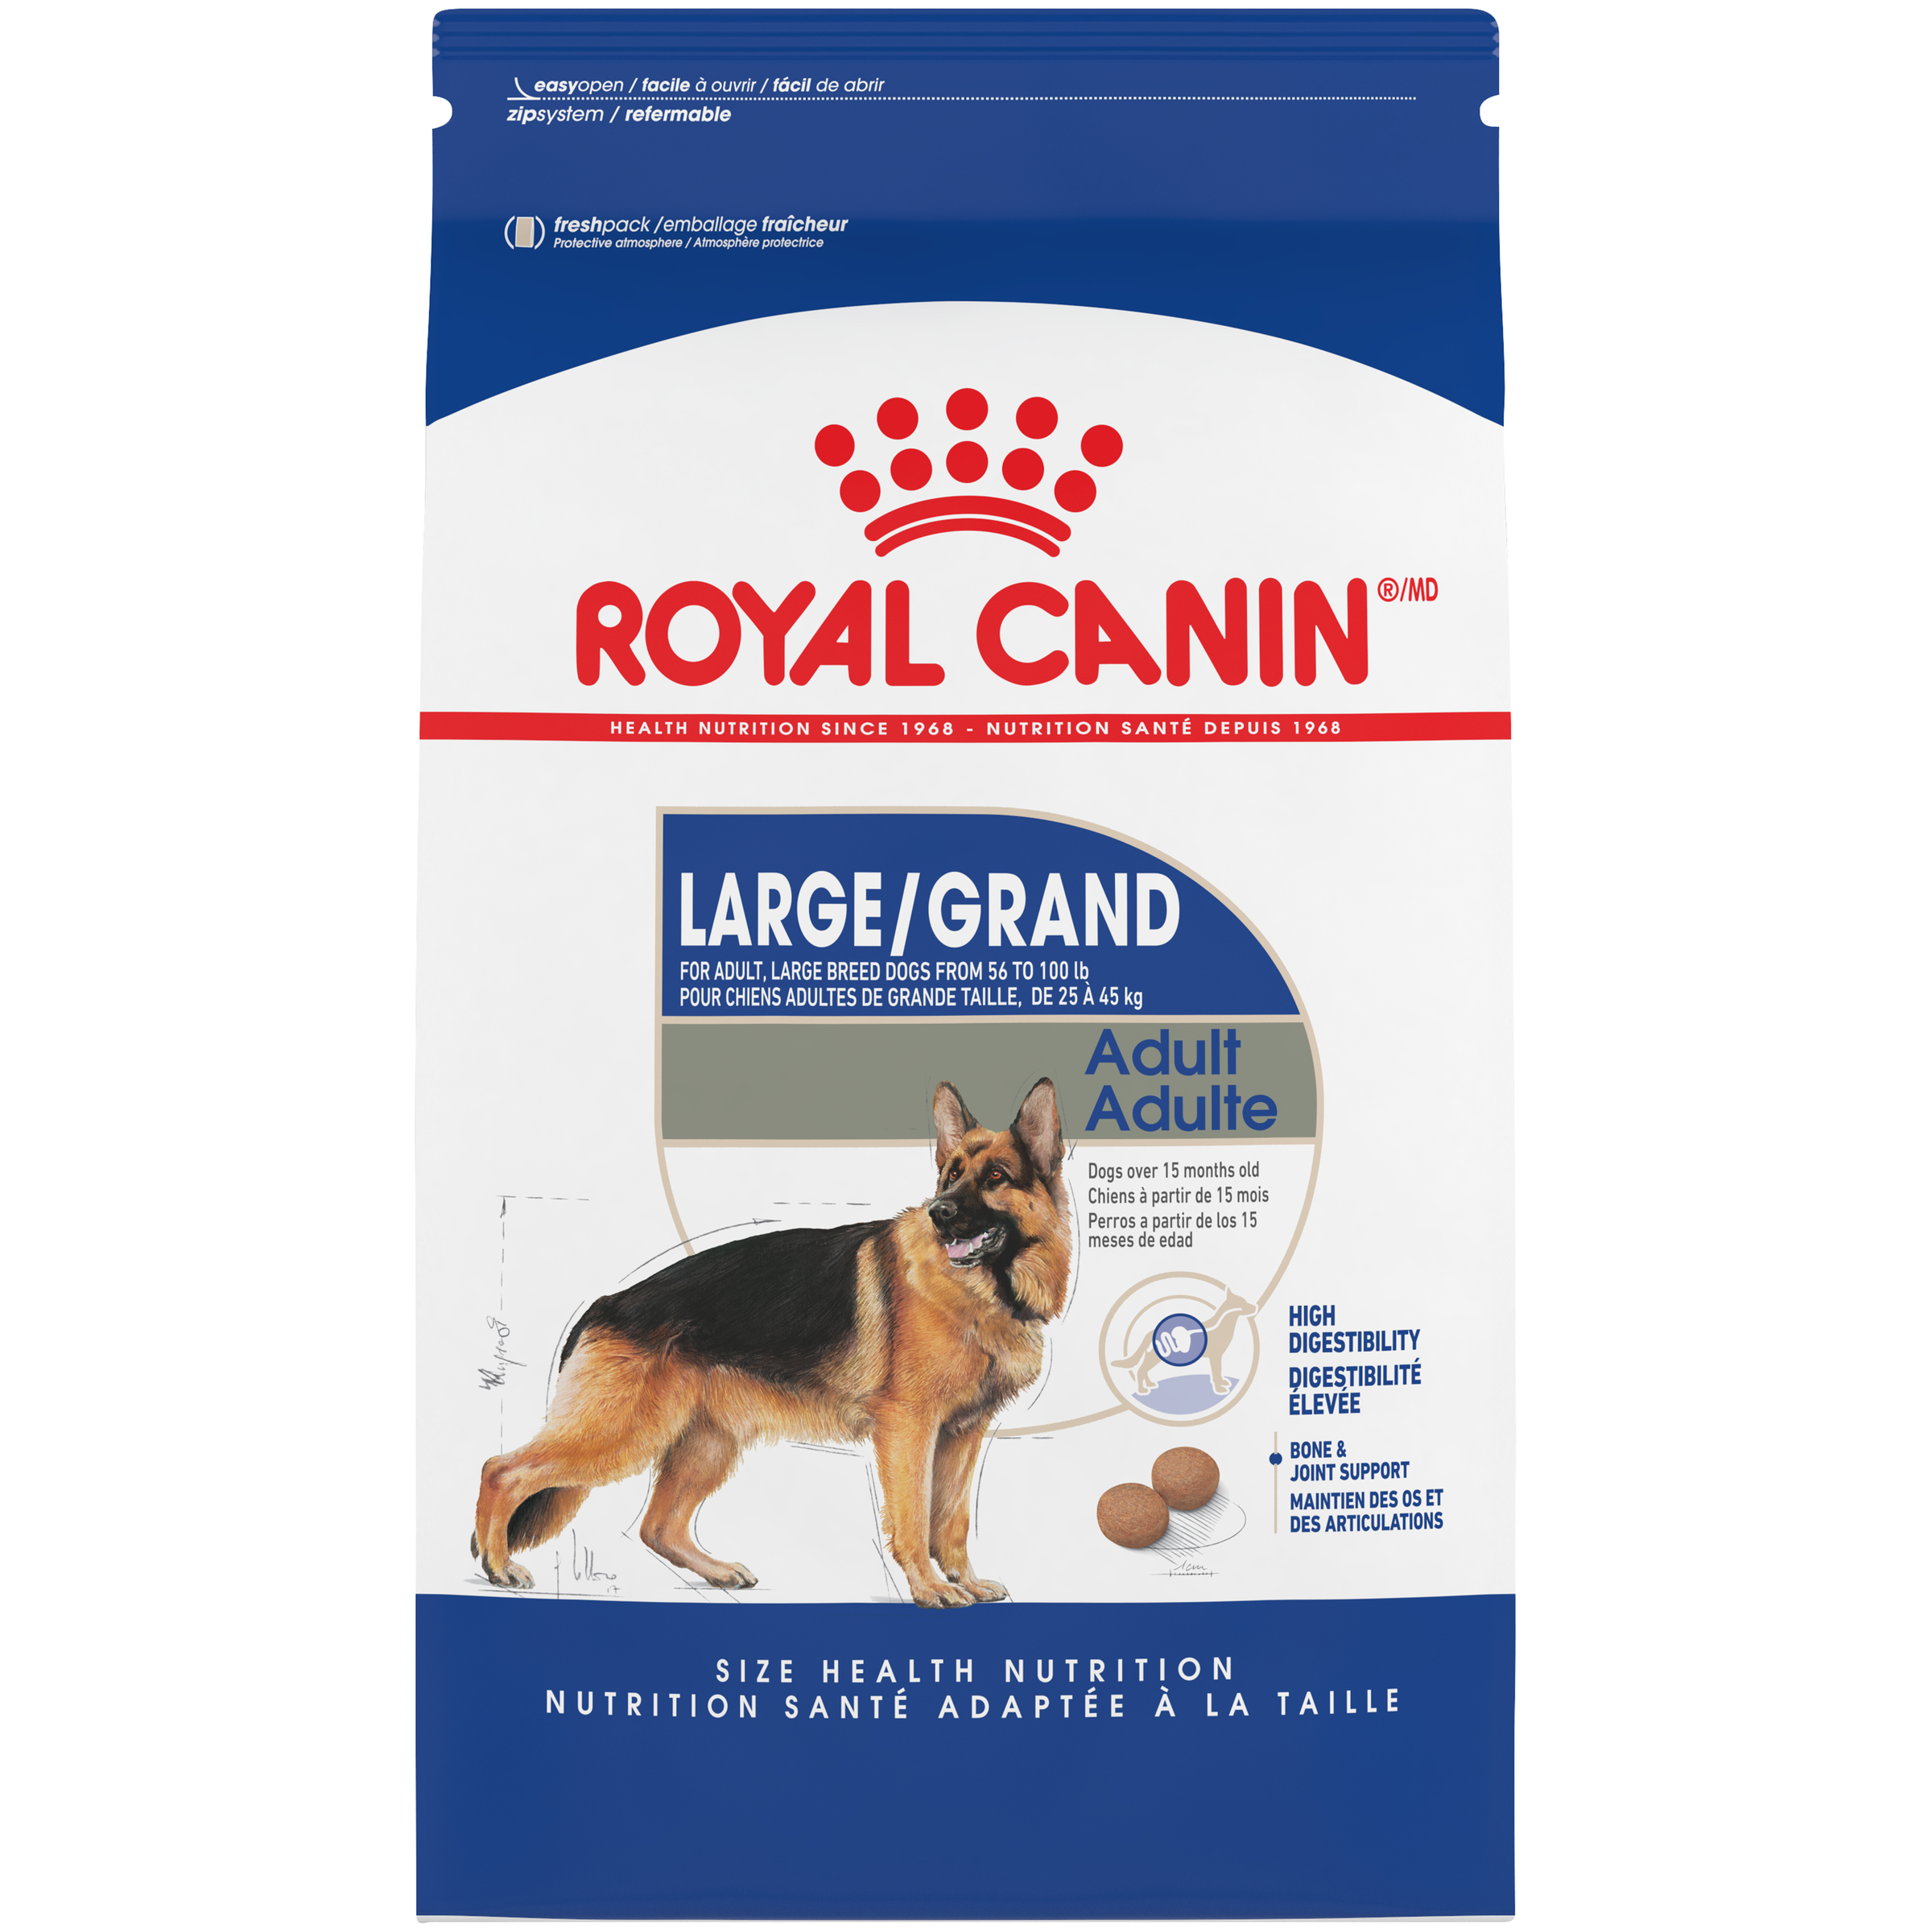 easyopen / facile à ouvrir / fácil de abrir
zipsystem / refermable
freshpack /emballage fraîcheur
Protective atmosphere / Atmosphère protectrice
ROYAL CANIN ®/MD
HEALTH NUTRITION SINCE 1968 - NUTRITION SANTÉ DEPUIS 1968
LARGE/GRAND
FOR ADULT, LARGE BREED DOGS FROM 56 TO 100 lb
POUR CHIENS ADULTES DE GRANDE TAILLE, DE 25 À 45 kg
Adult
Adulte
Dogs over 15 months old
Chiens à partir de 15 mois
Perros a partir de los 15
meses de edad
HIGH
DIGESTIBILITY
DIGESTIBILITÉ
ÉLEVÉE
BONE &
JOINT SUPPORT
MAINTIEN DES OS ET
DES ARTICULATIONS
1cm
SIZE HEALTH NUTRITION
NUTRITION SANTÉ ADAPTÉE À LA TAILLE